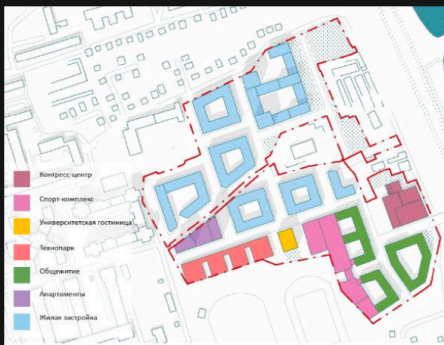 Конгресс-центр
Спорт-комплекс
Университетская гостиница
Технопарк
Общежитие
Апартаменты
Жилая застройка